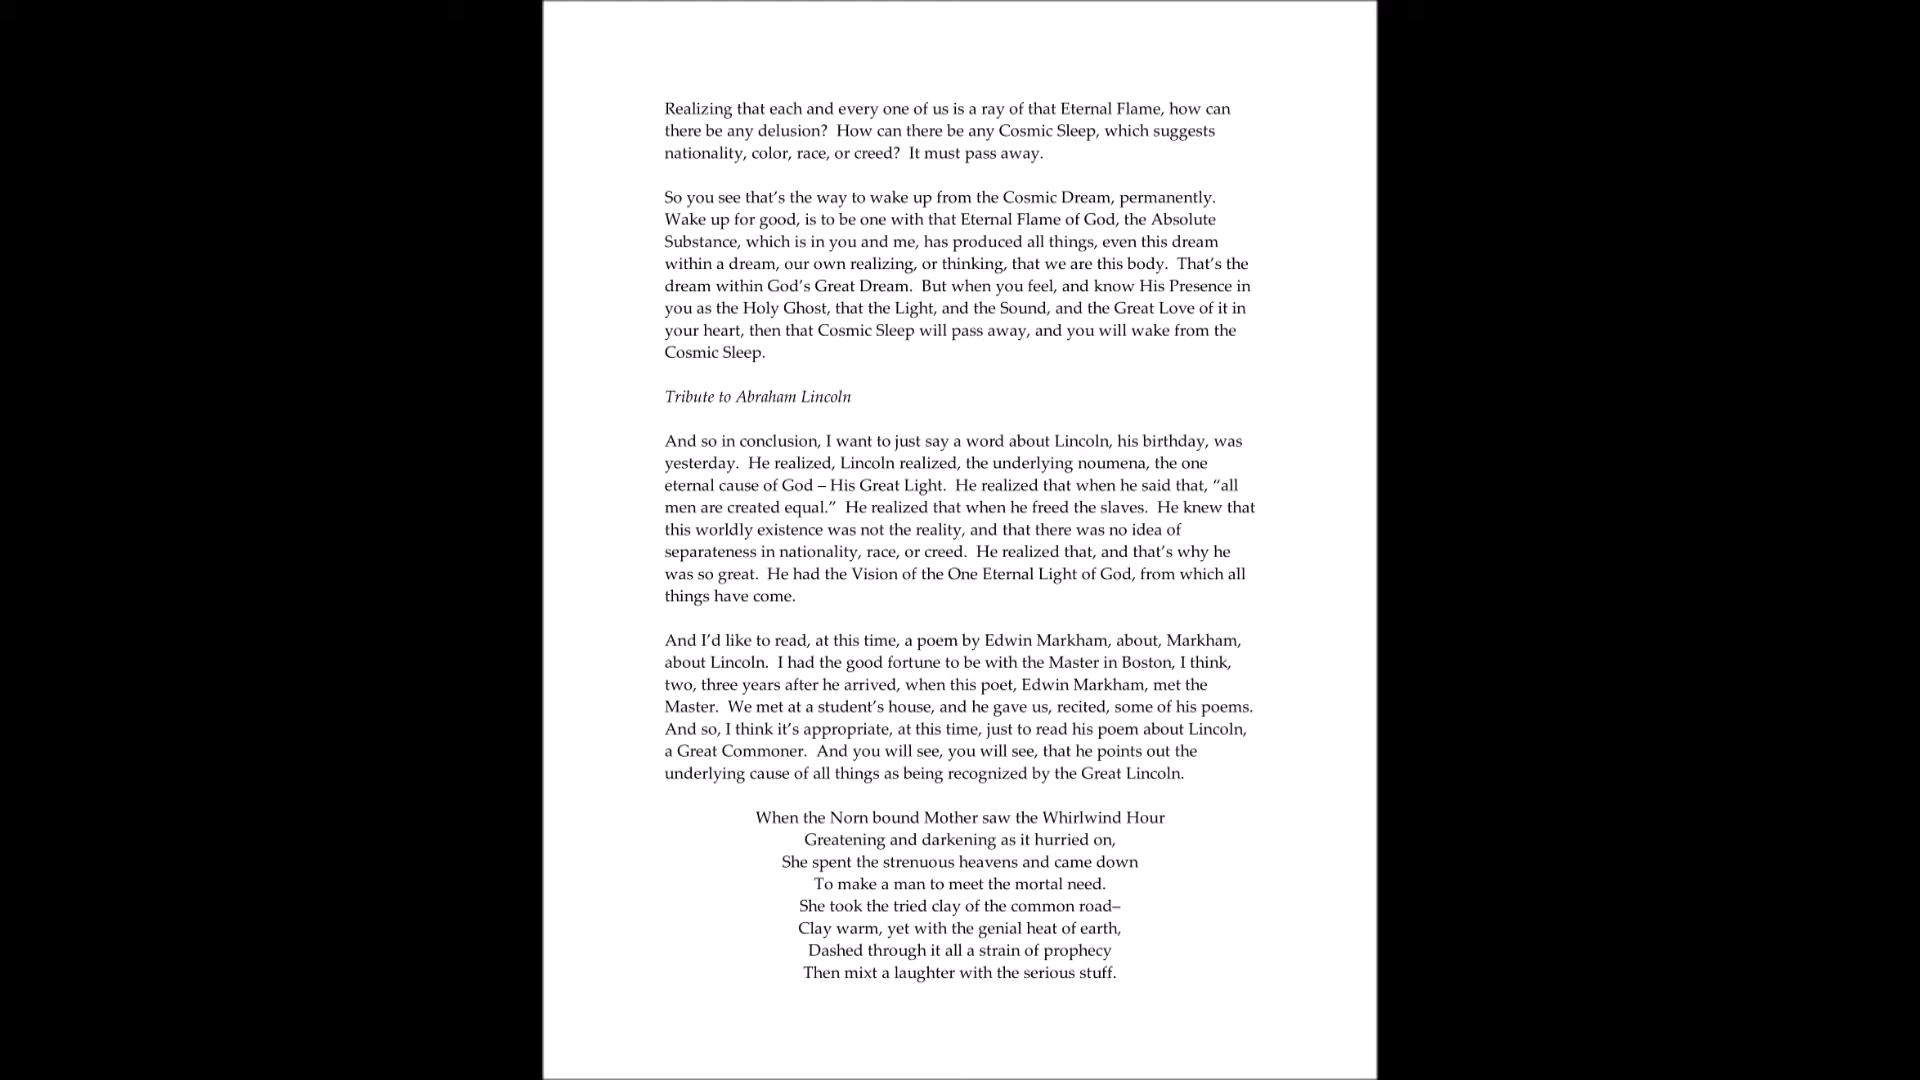 Realizing that each and every one of us is a ray of that Eternal Flame, how can
there be any delusion?  How can there be any Cosmic Sleep, which suggests
nationality, color, race, or creed?  It must pass away.
So you see that's the way to wake up from the Cosmic Dream, permanently.
Wake up for good, is to be one with that Eternal Flame of God, the Absolute
Substance, which is in you and me, has produced all things, even this dream
within a dream, our own realizing, or thinking, that we are this body.  That's the
dream within God's Great Dream.  But when you feel, and know His Presence in
you as the Holy Ghost, that the Light, and the Sound, and the Great Love of it in
your heart, then that Cosmic Sleep will pass away, and you will wake from the
Cosmic Sleep.
Tribute to Abraham Lincoln
And so in conclusion, I want to just say a word about Lincoln, his birthday, was
yesterday.  He realized, Lincoln realized, the underlying noumena, the one
eternal cause of God – His Great Light.  He realized that when he said that, “all
men are created equal.”  He realized that when he freed the slaves.  He knew that
this worldly existence was not the reality, and that there was no idea of
separateness in nationality, race, or creed.  He realized that, and that's why he
was so great.  He had the Vision of the One Eternal Light of God, from which all
things have come.
And I'd like to read, at this time, a poem by Edwin Markham, about, Markham,
about Lincoln.  I had the good fortune to be with the Master in Boston, I think,
two, three years after he arrived, when this poet, Edwin Markham, met the
Master.  We met at a student's house, and he gave us, recited, some of his poems.
And so, I think it's appropriate, at this time, just to read his poem about Lincoln,
a Great Commoner.  And you will see, you will see, that he points out the
underlying cause of all things as being recognized by the Great Lincoln.
When the Norn bound Mother saw the Whirlwind Hour
Greatening and darkening as it hurried on,
She spent the strenuous heavens and came down
To make a man to meet the mortal need.
She took the tried clay of the common road–
Clay warm, yet with the genial heat of earth,
Dashed through it all a strain of prophecy
Then mixt a laughter with the serious stuff.